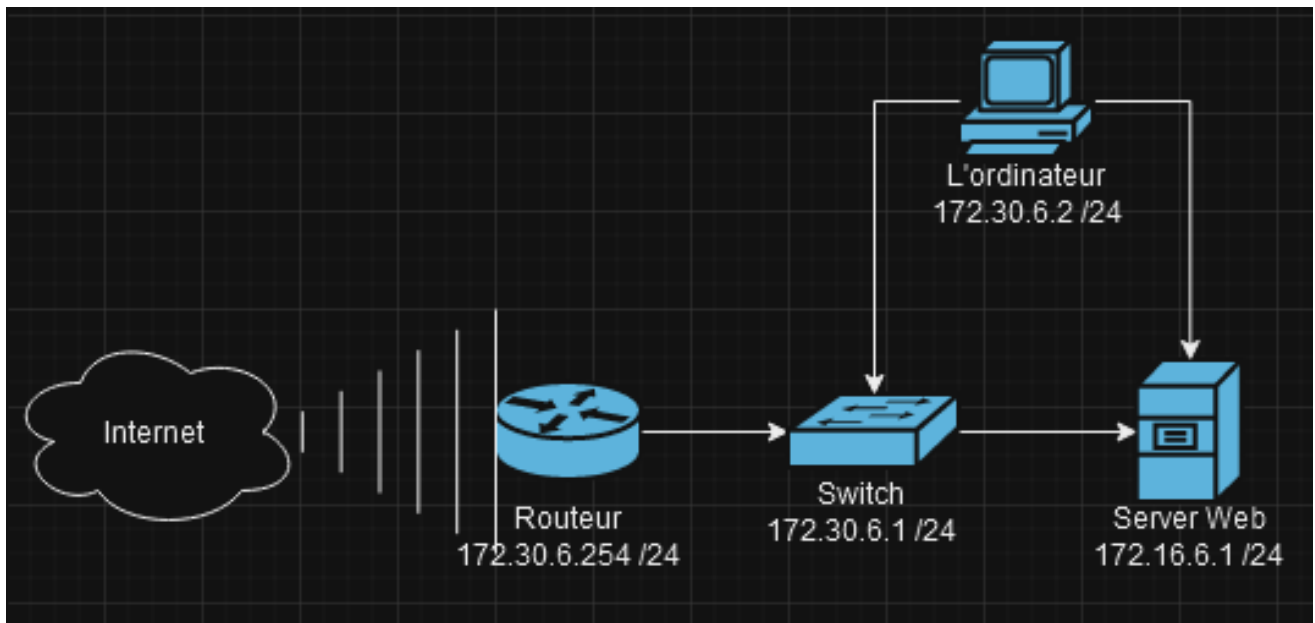 L'ordinateur
172.30.6.2 /24
Internet
Routeur
172.30.6.254 /24
Switch
172.30.6.1 /24
Server Web
172.16.6.1 /24